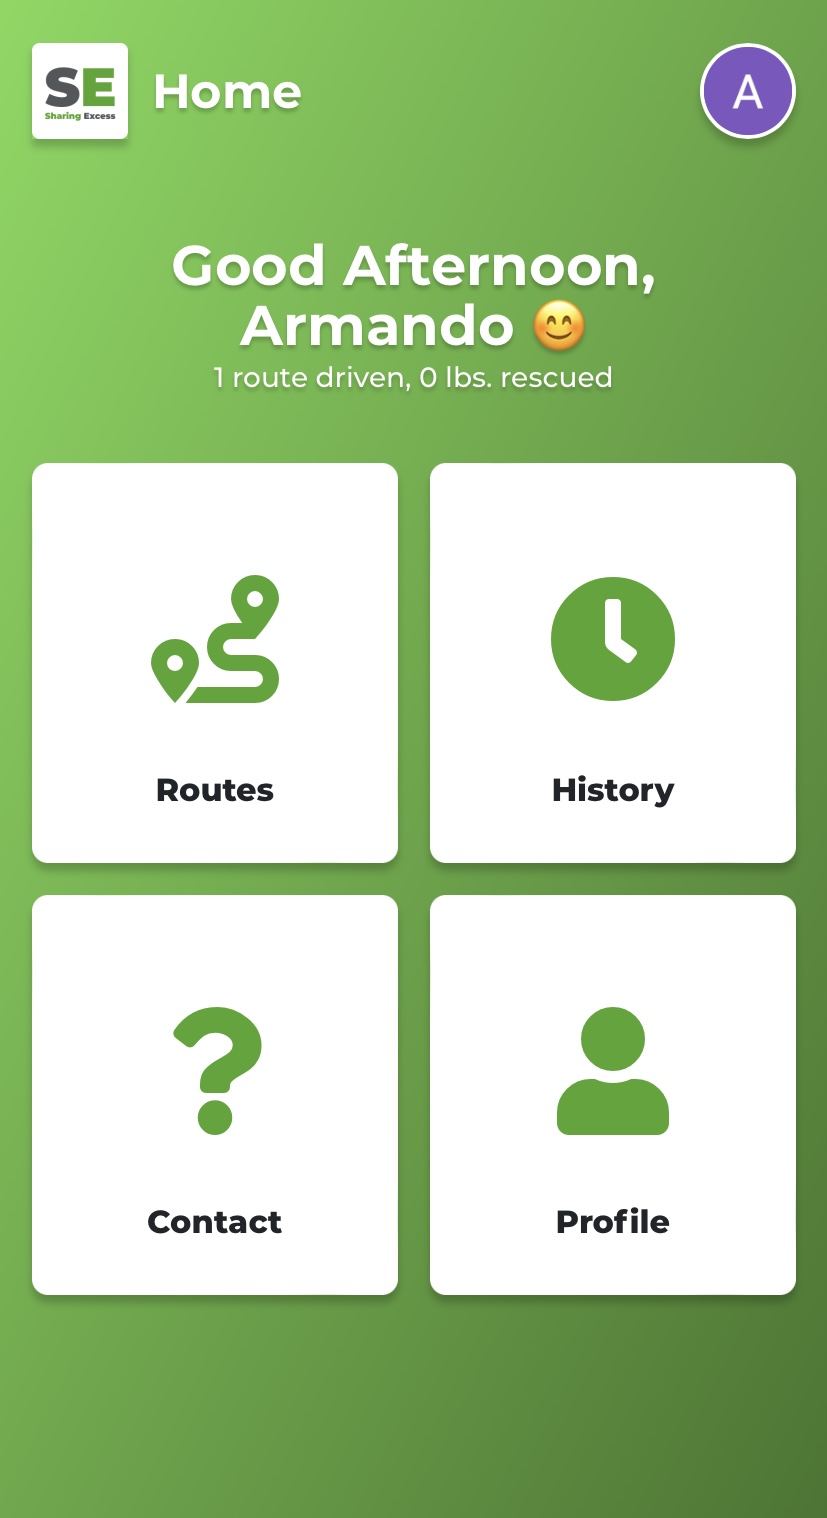 SE
Sharing Excess
Home
A
Good Afternoon,
Armando 😊
1 route driven, 0 lbs. rescued
Routes
History
Contact
Profile